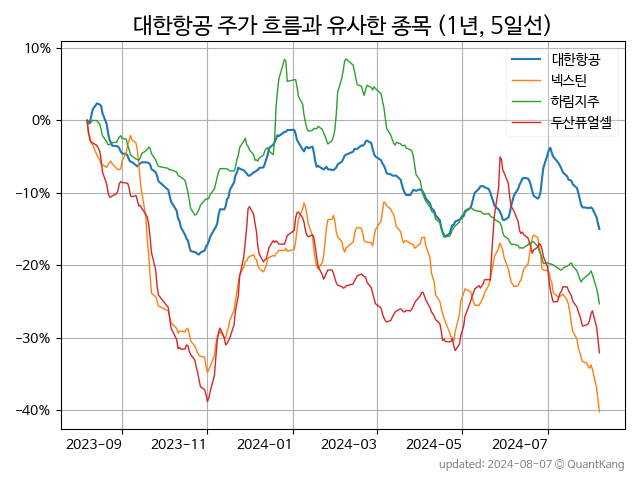 대한항공 주가 흐름과 유사한 종목 (1년, 5일선)
10%
0%
−10%
−20%
−30%
−40%
대한항공
넥스틴
하림지주
두산퓨얼셀
2023-09 2023-11 2024-01 2024-03 2024-05 2024-07
updated: 2024-08-07 © QuantKang